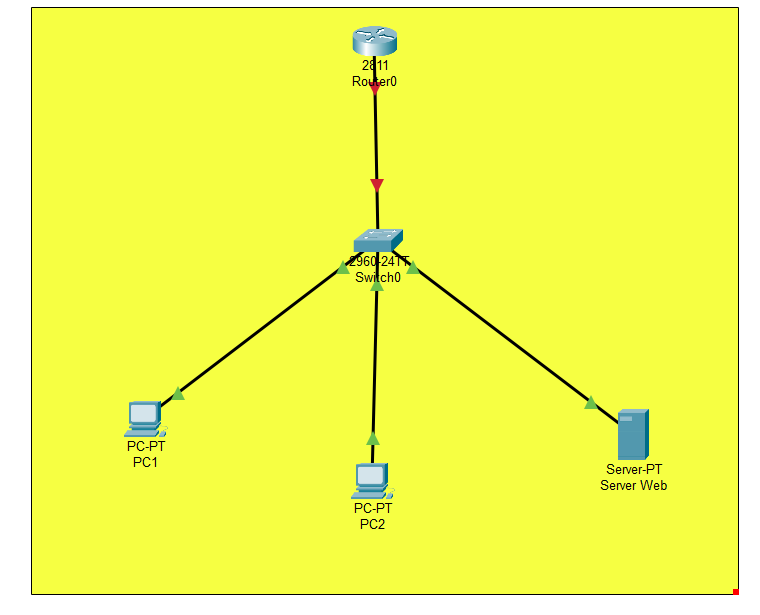 2811
Router0
2960-24TT
Switch0
PC-PT
PC1
PC-PT
PC2
Server-PT
Server Web